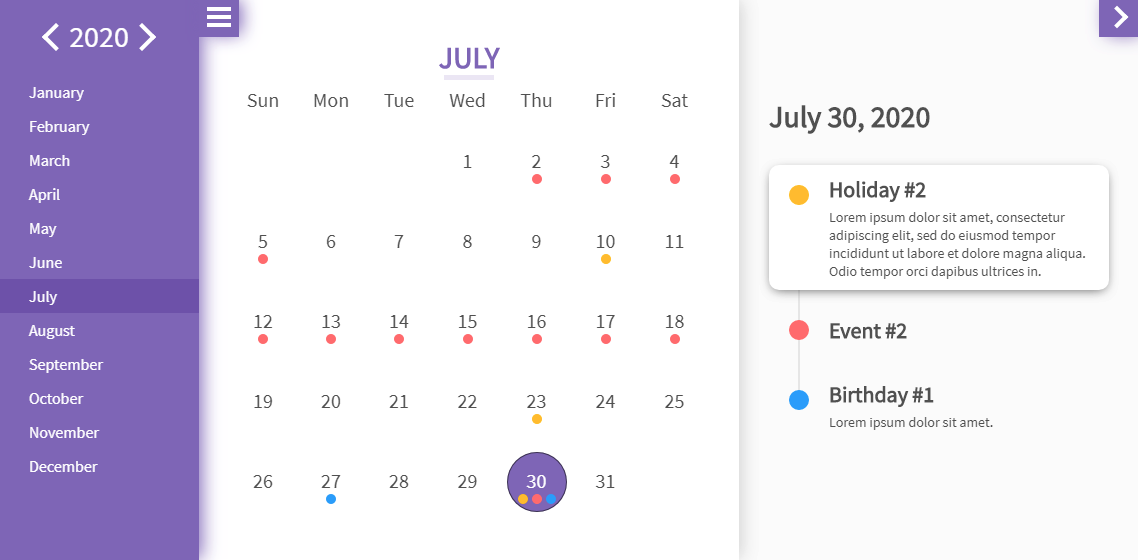 2020
January
February
March
April
May
June
July
August
September
October
November
December
JULY
Sun Mon Tue Wed Thu Fri Sat
1 2 3 4
5 6 7 8 9 10 11
12 13 14 15 16 17 18
19 20 21 22 23 24 25
26 27 28 29 30 31
July 30, 2020
Holiday #2
Lorem ipsum dolor sit amet, consectetur
adipiscing elit, sed do eiusmod tempor
incididunt ut labore et dolore magna aliqua.
Odio tempor orci dapibus ultrices in.
Event #2
Birthday #1
Lorem ipsum dolor sit amet.